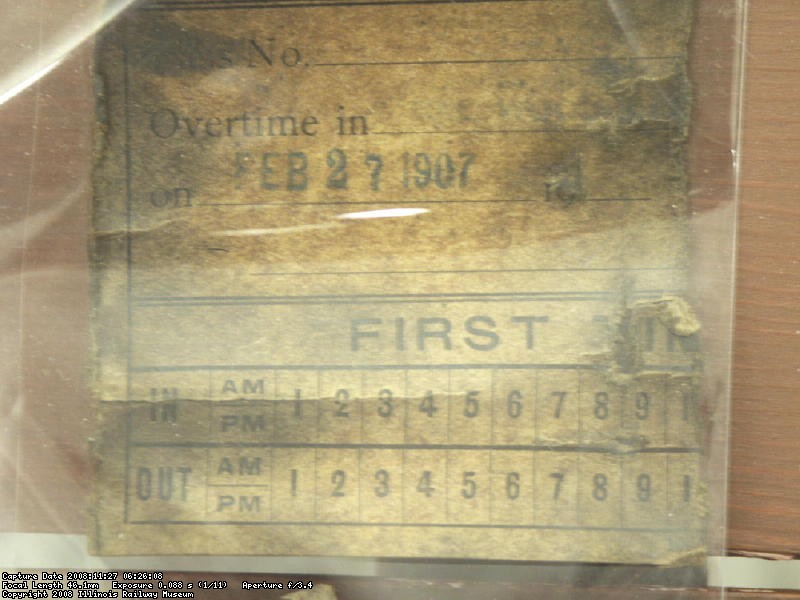 No.
Overtime in
on FEB 27 1907
FIRST
IN AM PM 1 2 3 4 5 6 7 8 9 1
OUT AM PM 1 2 3 4 5 6 7 8 9 1
Capture Date 2008:11:27 06:26:08
Focal Length 46.1mm Exposure 0.088 s (1/11) Aperture f/3.4
Copyright 2008 Illinois Railway Museum